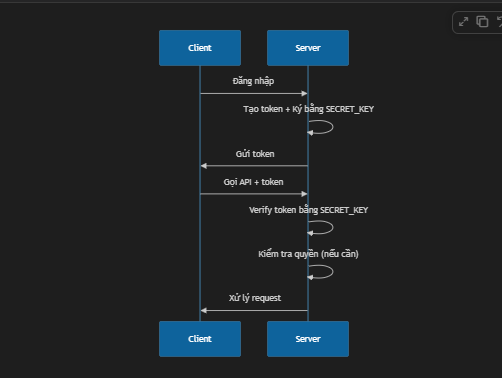 Client
Server
Đăng nhập
Tạo token + Ký bằng SECRET_KEY
Gửi token
Gọi API + token
Verify token bằng SECRET_KEY
Kiểm tra quyền (nếu cần)
Xử lý request
Client
Server